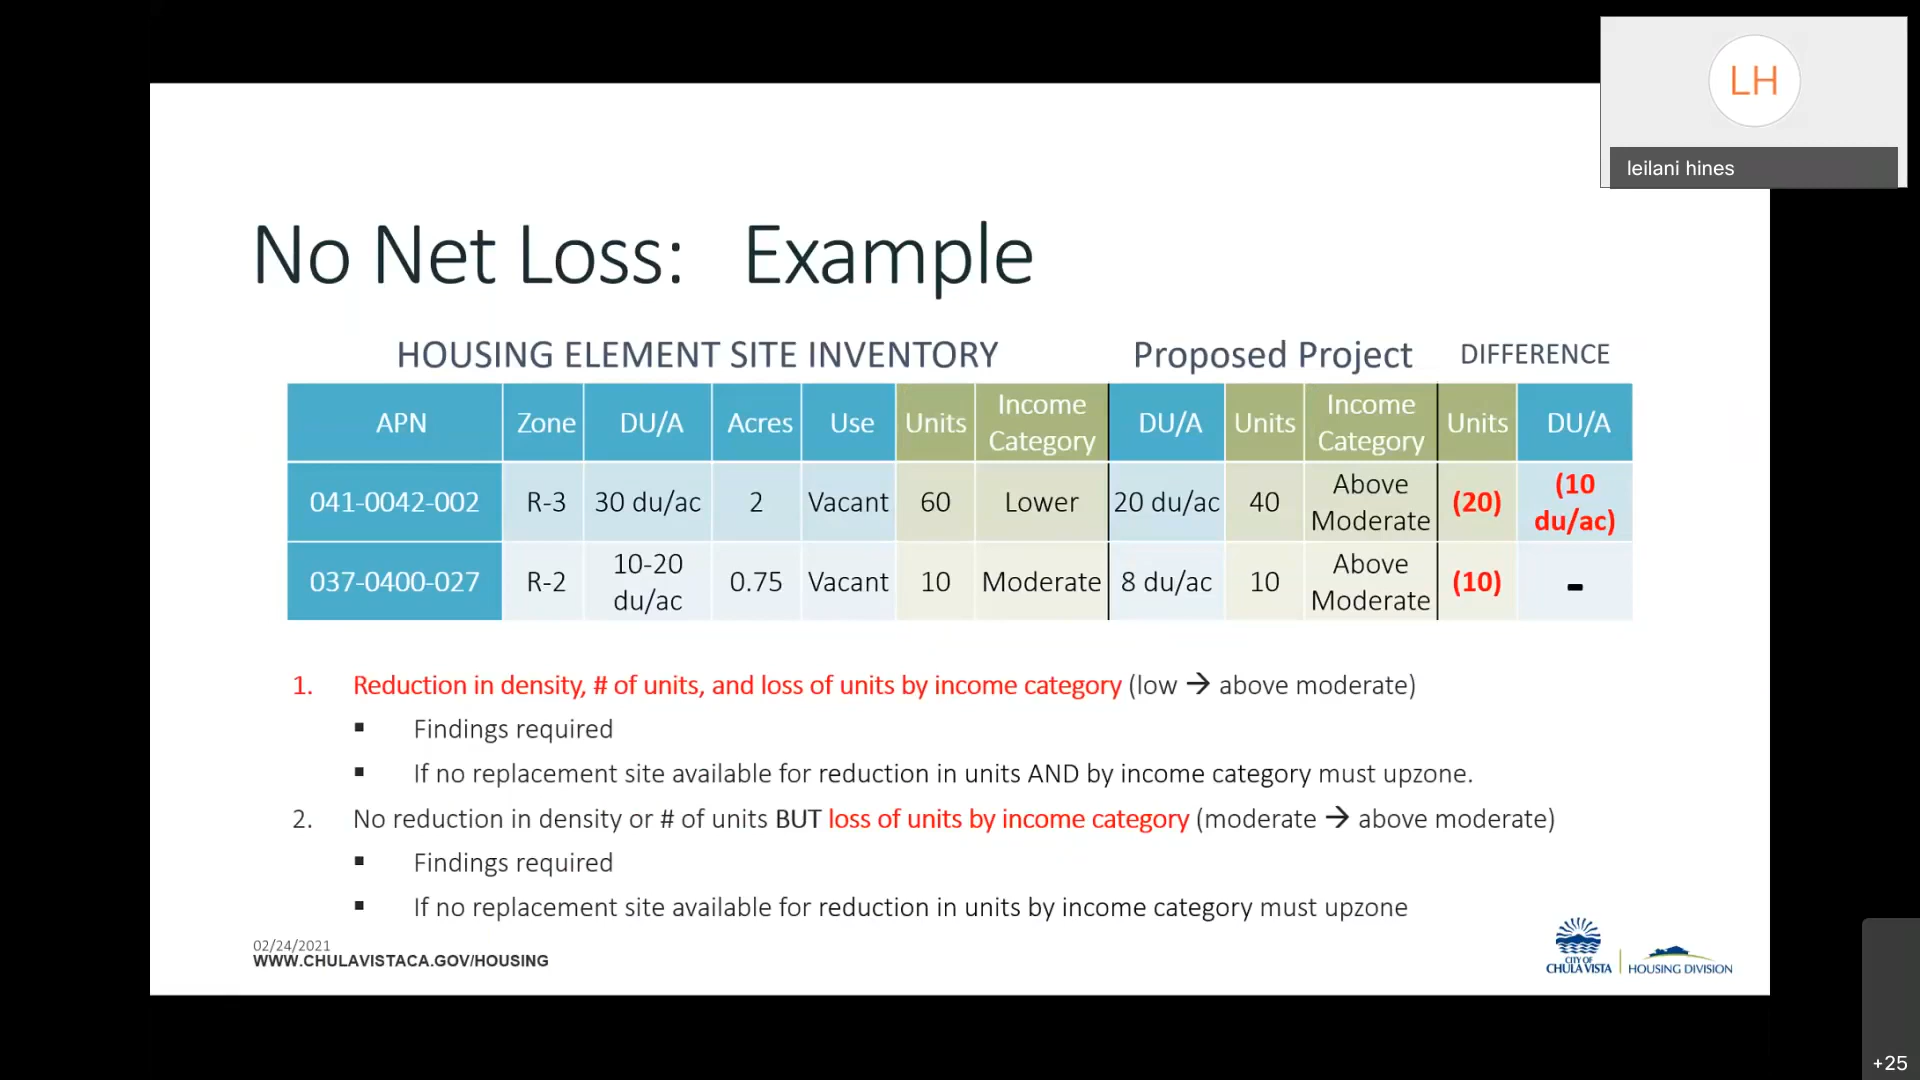 LH
leilani hines
No Net Loss: Example
HOUSING ELEMENT SITE INVENTORY Proposed Project DIFFERENCE
APN Zone DU/A Acres Use Units Income Category DU/A Units Income Category Units DU/A
041-0042-002 R-3 30 du/ac 2 Vacant 60 Lower 20 du/ac 40 Above Moderate (20) (10 du/ac)
037-0400-027 R-2 10-20 du/ac 0.75 Vacant 10 Moderate 8 du/ac 10 Above Moderate (10) -
1. Reduction in density, # of units, and loss of units by income category (low → above moderate)
▪ Findings required
▪ If no replacement site available for reduction in units AND by income category must upzone.
2. No reduction in density or # of units BUT loss of units by income category (moderate → above moderate)
▪ Findings required
▪ If no replacement site available for reduction in units by income category must upzone
02/24/2021
WWW.CHULAVISTACA.GOV/HOUSING
CITY OF
CHULA VISTA
HOUSING DIVISION
+25